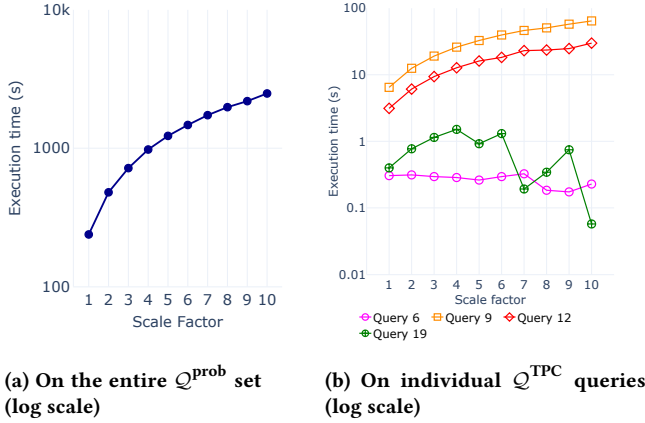 10k
1000
100
Execution time (s)
1 2 3 4 5 6 7 8 9 10
Scale Factor
(a) On the entire 𝒬^prob set
(log scale)
100
10
1
0.1
0.01
Execution time (s)
1 2 3 4 5 6 7 8 9 10
Scale factor
Query 6 Query 9 Query 12
Query 19
(b) On individual 𝒬^TPC queries
(log scale)